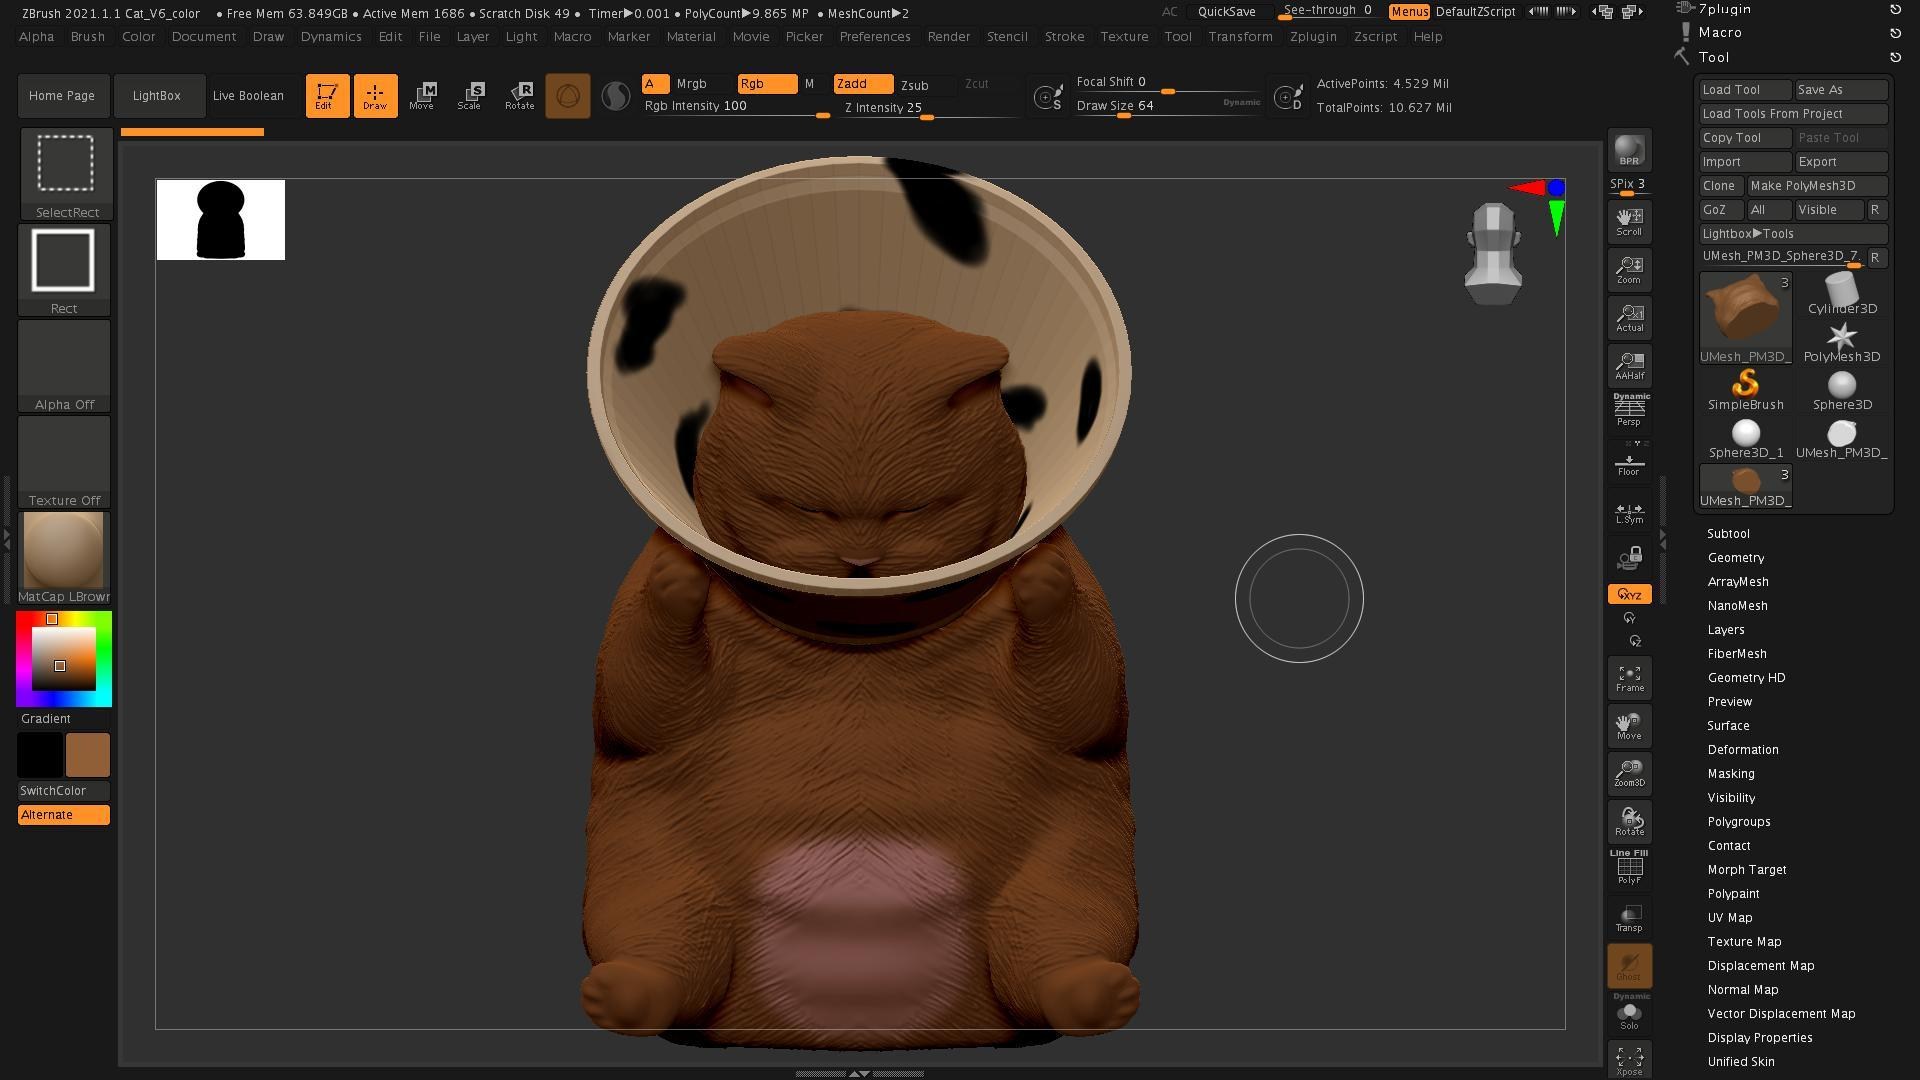 ZBrush 2021.1.1 Cat_V6_color • Free Mem 63.849GB • Active Mem 1686 • Scratch Disk 49 • Timer▶0.001 • PolyCount▶9.865 MP • MeshCount▶2 AC QuickSave See-through 0 Menus DefaultZScript
Alpha Brush Color Document Draw Dynamics Edit File Layer Light Macro Marker Material Movie Picker Preferences Render Stencil Stroke Texture Tool Transform Zplugin Zscript Help
Home Page LightBox Live Boolean Edit Draw Move Scale Rotate
M S R
A Mrgb Rgb M Zadd Zsub Zcut
Rgb Intensity 100 Z Intensity 25
S Focal Shift 0
Draw Size 64 Dynamic
D ActivePoints: 4.529 Mil
TotalPoints: 10.627 Mil
SelectRect
Rect
Alpha Off
Texture Off
MatCap LBrown
Gradient
SwitchColor
Alternate
BPR
SPix 3
Scroll
Zoom
Actual
AAHalf
Dynamic
Persp
Floor
L.Sym
XYZ
Y
Z
Frame
Move
Zoom3D
Rotate
Line Fill
PolyF
Transp
Ghost
Dynamic
Solo
Xpose
7plugin
Macro
Tool
Load Tool Save As
Load Tools From Project
Copy Tool Paste Tool
Import Export
Clone Make PolyMesh3D
GoZ All Visible R
Lightbox▶Tools
UMesh_PM3D_Sphere3D_7. R
3
UMesh_PM3D_ Cylinder3D
PolyMesh3D
SimpleBrush Sphere3D
Sphere3D_1 UMesh_PM3D_
3
UMesh_PM3D_
Subtool
Geometry
ArrayMesh
NanoMesh
Layers
FiberMesh
Geometry HD
Preview
Surface
Deformation
Masking
Visibility
Polygroups
Contact
Morph Target
Polypaint
UV Map
Texture Map
Displacement Map
Normal Map
Vector Displacement Map
Display Properties
Unified Skin